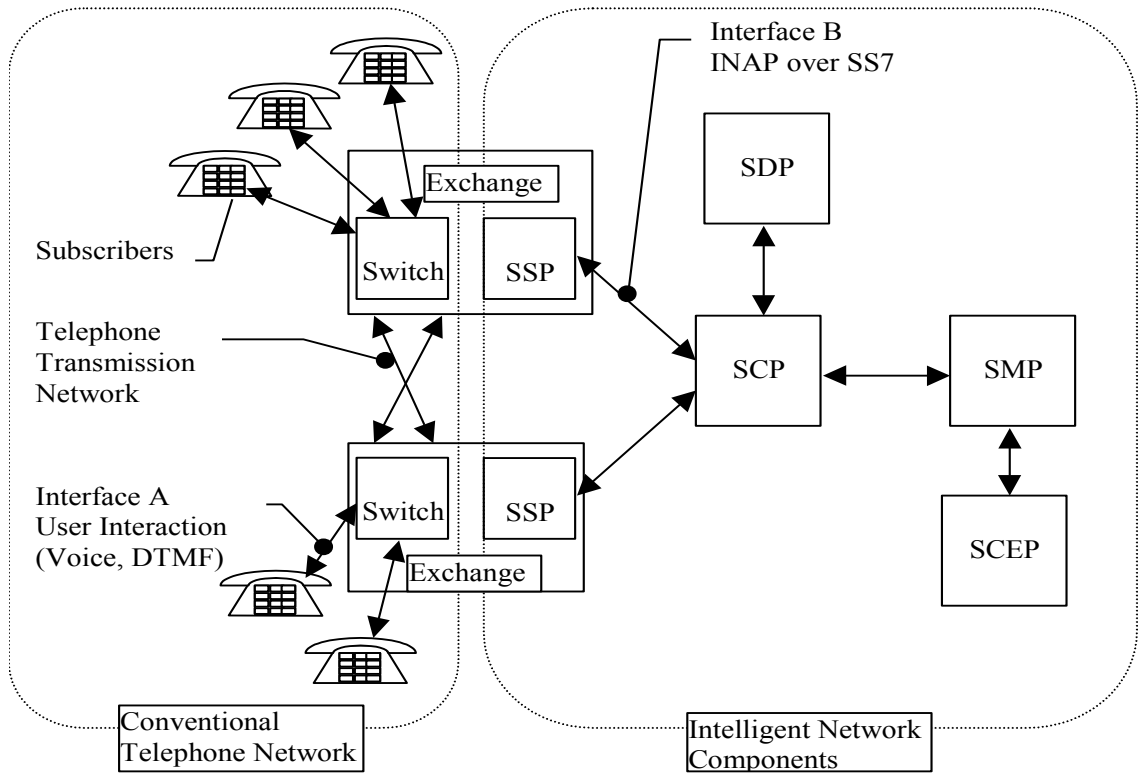 Interface B
INAP over SS7
SDP
Exchange
Subscribers
Switch
SSP
Telephone
Transmission
Network
SCP
SMP
Interface A
User Interaction
(Voice, DTMF)
Switch
SSP
SCEP
Exchange
Conventional
Telephone Network
Intelligent Network
Components